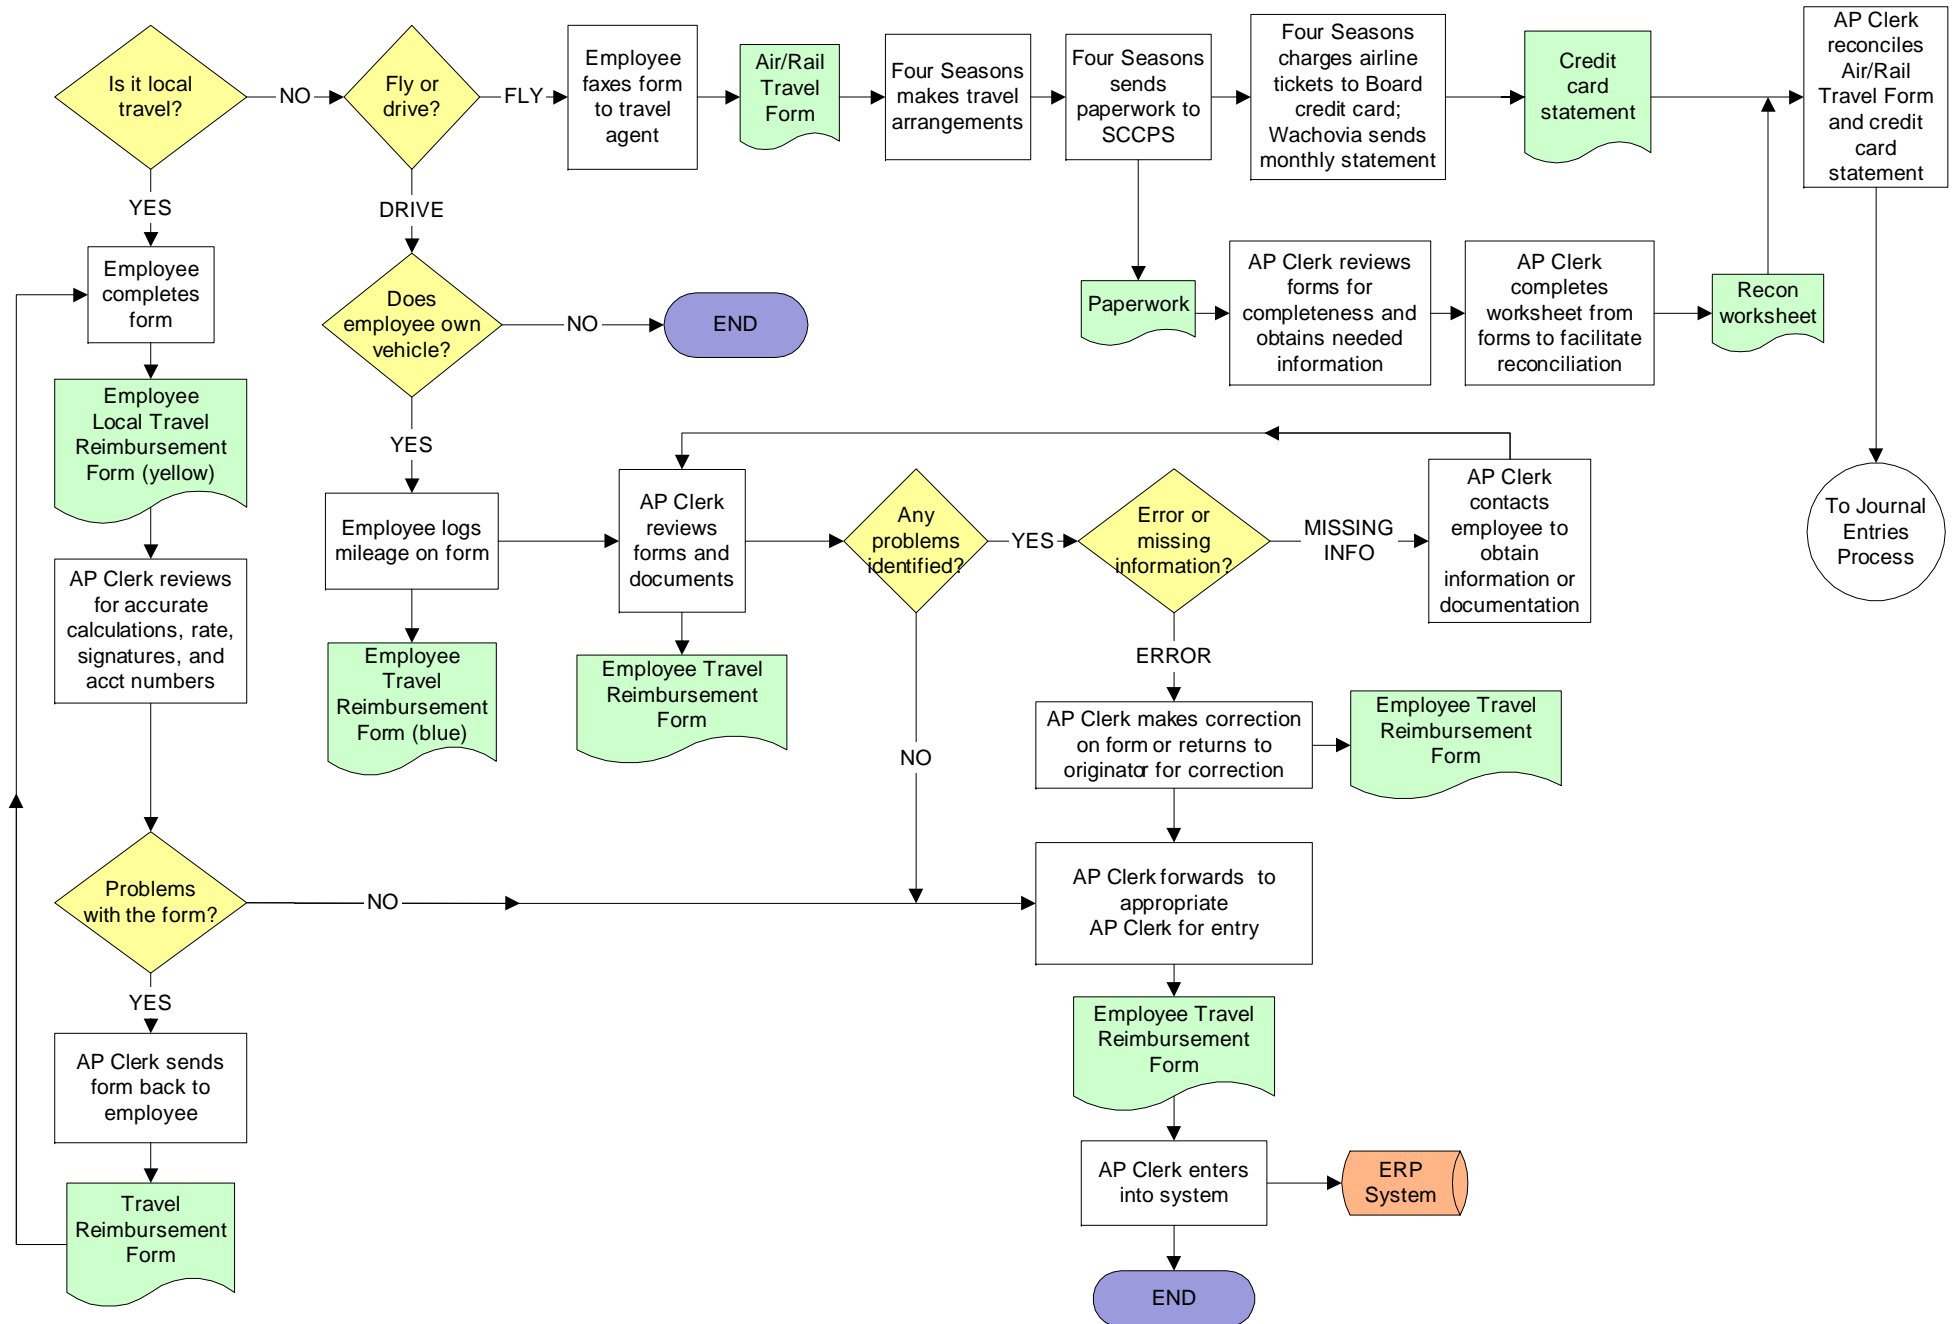 Is it local
travel?
NO
Fly or
drive?
FLY
Employee
faxes form
to travel
agent
Air/Rail
Travel
Form
Four Seasons
makes travel
arrangements
Four Seasons
sends
paperwork to
SCCPS
Four Seasons
charges airline
tickets to Board
credit card;
Wachovia sends
monthly statement
Credit
card
statement
AP Clerk
reconciles
Air/Rail
Travel Form
and credit
card
statement
YES
DRIVE
Employee
completes
form
Does
employee own
vehicle?
NO
END
Paperwork
AP Clerk reviews
forms for
completeness and
obtains needed
information
AP Clerk
completes
worksheet from
forms to facilitate
reconciliation
Recon
worksheet
Employee
Local Travel
Reimbursement
Form (yellow)
YES
Employee logs
mileage on form
AP Clerk
reviews
forms and
documents
Any
problems
identified?
YES
Error or
missing
information?
MISSING
INFO
AP Clerk
contacts
employee to
obtain
information or
documentation
To Journal
Entries
Process
AP Clerk reviews
for accurate
calculations, rate,
signatures, and
acct numbers
Employee
Travel
Reimbursement
Form (blue)
Employee Travel
Reimbursement
Form
ERROR
NO
AP Clerk makes correction
on form or returns to
originator for correction
Employee Travel
Reimbursement
Form
Problems
with the form?
NO
AP Clerk forwards to
appropriate
AP Clerk for entry
YES
AP Clerk sends
form back to
employee
Employee Travel
Reimbursement
Form
Travel
Reimbursement
Form
AP Clerk enters
into system
ERP
System
END